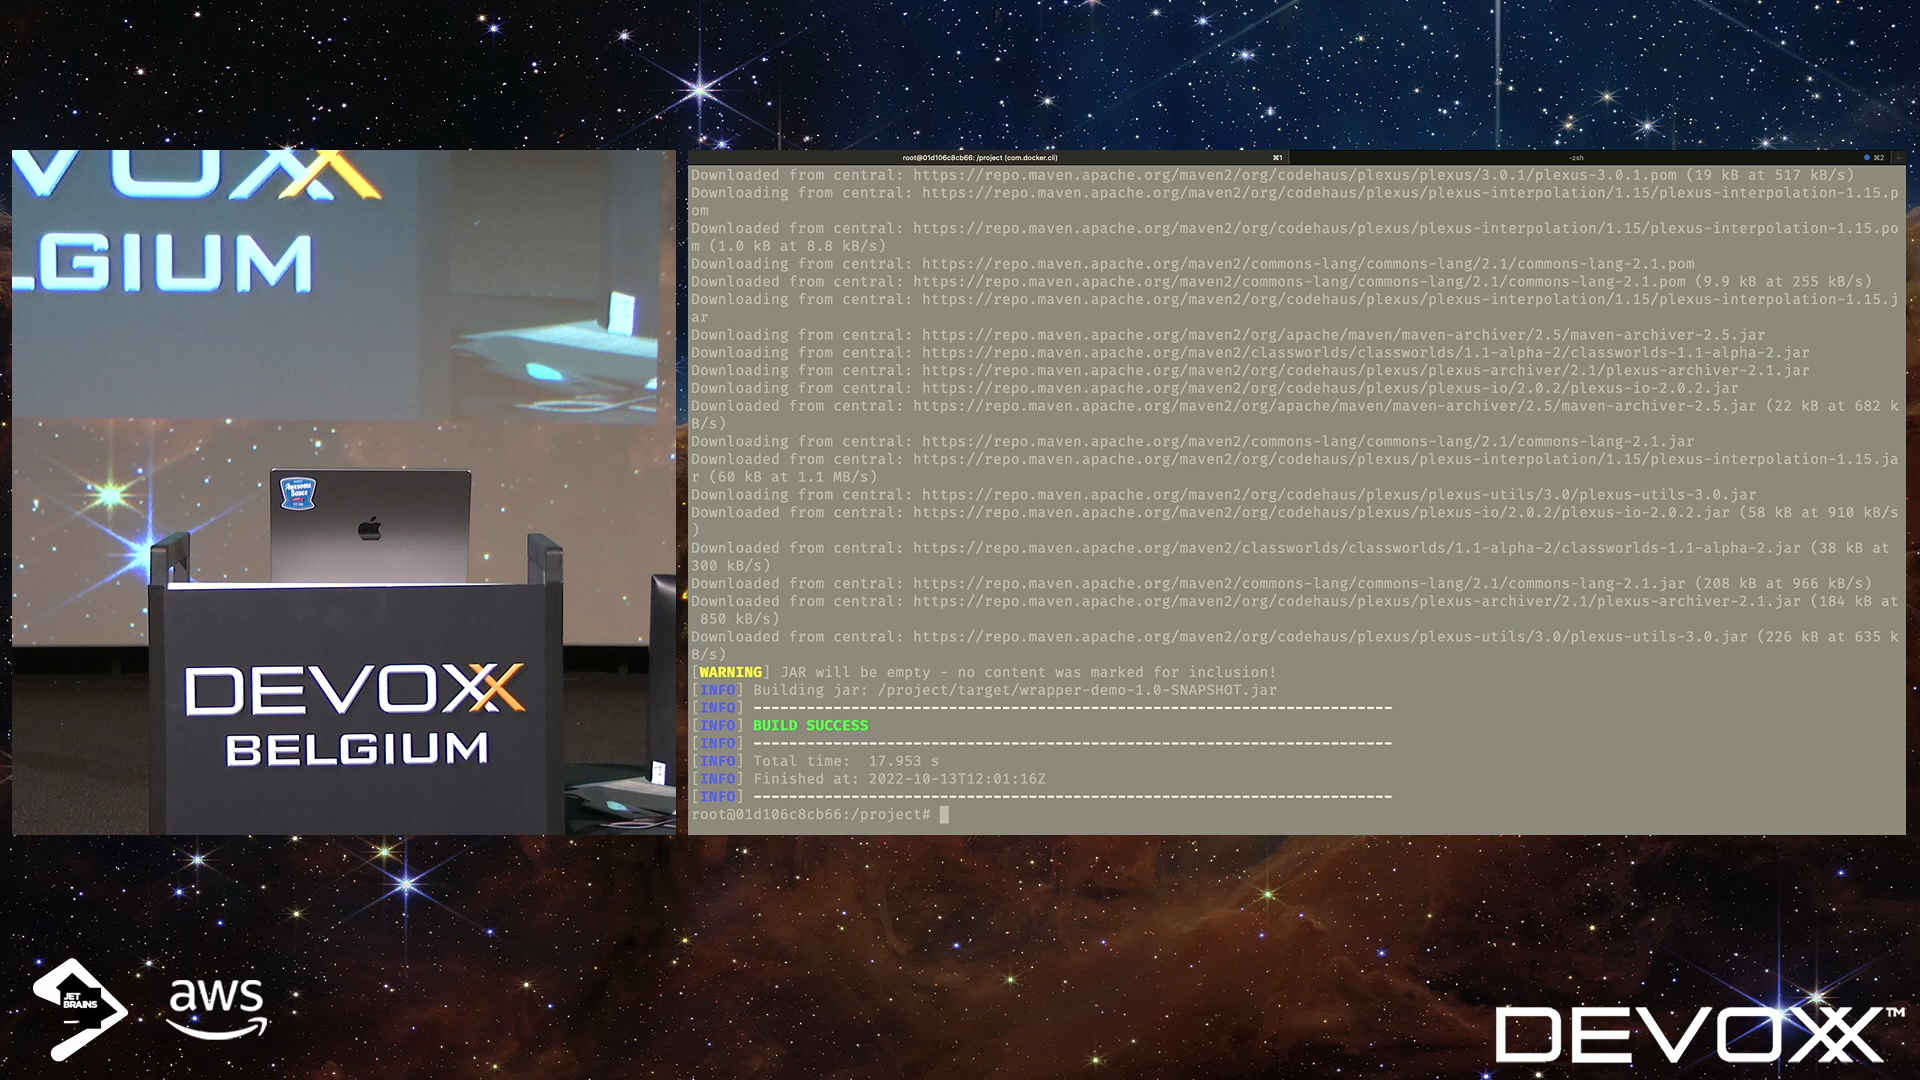 VOXX
LGIUM
Awesome
Sauce
DEVOXX
BELGIUM
root@01d106c8cb66: /project (com.docker.cli)
⌘1
-zsh
⌘2
Downloaded from central: https://repo.maven.apache.org/maven2/org/codehaus/plexus/plexus/3.0.1/plexus-3.0.1.pom (19 kB at 517 kB/s)
Downloading from central: https://repo.maven.apache.org/maven2/org/codehaus/plexus/plexus-interpolation/1.15/plexus-interpolation-1.15.p
om
Downloaded from central: https://repo.maven.apache.org/maven2/org/codehaus/plexus/plexus-interpolation/1.15/plexus-interpolation-1.15.po
m (1.0 kB at 8.8 kB/s)
Downloading from central: https://repo.maven.apache.org/maven2/commons-lang/commons-lang/2.1/commons-lang-2.1.pom
Downloaded from central: https://repo.maven.apache.org/maven2/commons-lang/commons-lang/2.1/commons-lang-2.1.pom (9.9 kB at 255 kB/s)
Downloading from central: https://repo.maven.apache.org/maven2/org/codehaus/plexus/plexus-interpolation/1.15/plexus-interpolation-1.15.j
ar
Downloading from central: https://repo.maven.apache.org/maven2/org/apache/maven/maven-archiver/2.5/maven-archiver-2.5.jar
Downloading from central: https://repo.maven.apache.org/maven2/classworlds/classworlds/1.1-alpha-2/classworlds-1.1-alpha-2.jar
Downloading from central: https://repo.maven.apache.org/maven2/org/codehaus/plexus/plexus-archiver/2.1/plexus-archiver-2.1.jar
Downloading from central: https://repo.maven.apache.org/maven2/org/codehaus/plexus/plexus-io/2.0.2/plexus-io-2.0.2.jar
Downloaded from central: https://repo.maven.apache.org/maven2/org/apache/maven/maven-archiver/2.5/maven-archiver-2.5.jar (22 kB at 682 k
B/s)
Downloading from central: https://repo.maven.apache.org/maven2/commons-lang/commons-lang/2.1/commons-lang-2.1.jar
Downloaded from central: https://repo.maven.apache.org/maven2/org/codehaus/plexus/plexus-interpolation/1.15/plexus-interpolation-1.15.ja
r (60 kB at 1.1 MB/s)
Downloading from central: https://repo.maven.apache.org/maven2/org/codehaus/plexus/plexus-utils/3.0/plexus-utils-3.0.jar
Downloaded from central: https://repo.maven.apache.org/maven2/org/codehaus/plexus/plexus-io/2.0.2/plexus-io-2.0.2.jar (58 kB at 910 kB/s
)
Downloaded from central: https://repo.maven.apache.org/maven2/classworlds/classworlds/1.1-alpha-2/classworlds-1.1-alpha-2.jar (38 kB at
300 kB/s)
Downloaded from central: https://repo.maven.apache.org/maven2/commons-lang/commons-lang/2.1/commons-lang-2.1.jar (208 kB at 966 kB/s)
Downloaded from central: https://repo.maven.apache.org/maven2/org/codehaus/plexus/plexus-archiver/2.1/plexus-archiver-2.1.jar (184 kB at
850 kB/s)
Downloaded from central: https://repo.maven.apache.org/maven2/org/codehaus/plexus/plexus-utils/3.0/plexus-utils-3.0.jar (226 kB at 635 k
B/s)
[WARNING] JAR will be empty - no content was marked for inclusion!
[INFO] Building jar: /project/target/wrapper-demo-1.0-SNAPSHOT.jar
[INFO] ------------------------------------------------------------------------
[INFO] BUILD SUCCESS
[INFO] ------------------------------------------------------------------------
[INFO] Total time:  17.953 s
[INFO] Finished at: 2022-10-13T12:01:16Z
[INFO] ------------------------------------------------------------------------
root@01d106c8cb66:/project#
JET
BRAINS
aws
DEVOXX™